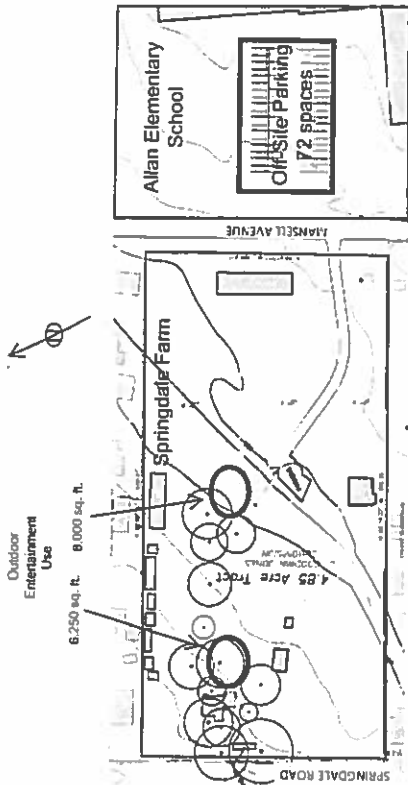 Allan Elementary
School
Off-Site Parking
72 spaces
MANSELL AVENUE
N
Springdale Farm
Outdoor
Entertainment
Use
6,250 sq. ft.
8,000 sq. ft.
4.85 Acre Tract
SPRINGDALE ROAD